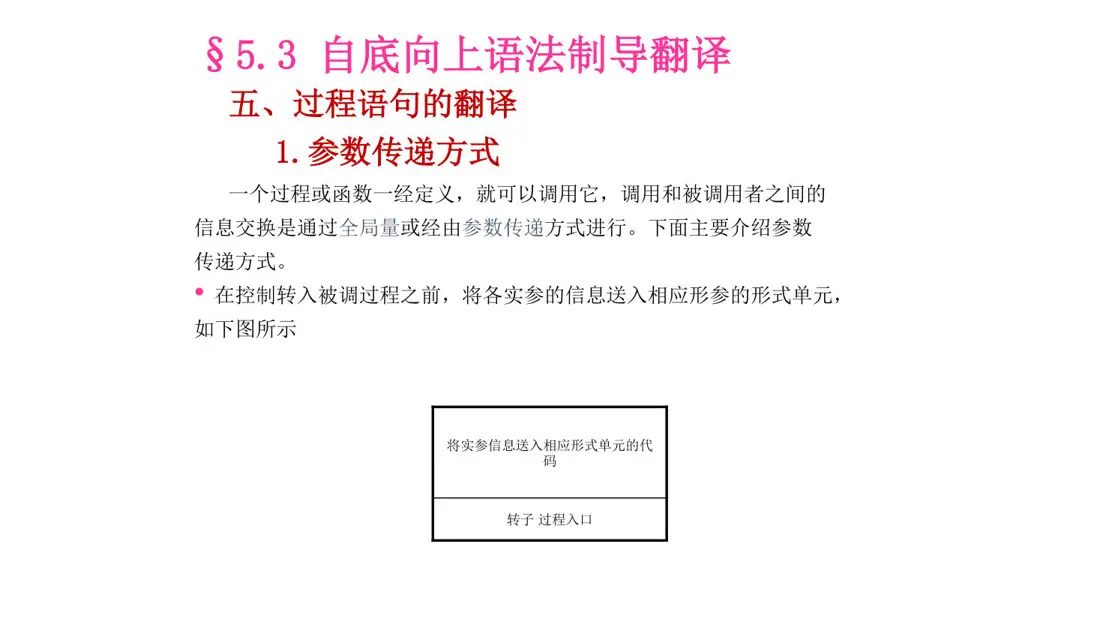 §5.3 自底向上语法制导翻译
五、过程语句的翻译
1.参数传递方式
一个过程或函数一经定义，就可以调用它，调用和被调用者之间的
信息交换是通过全局量或经由参数传递方式进行。下面主要介绍参数
传递方式。
• 在控制转入被调过程之前，将各实参的信息送入相应形参的形式单元，
如下图所示
将实参信息送入相应形式单元的代
码
转子 过程入口